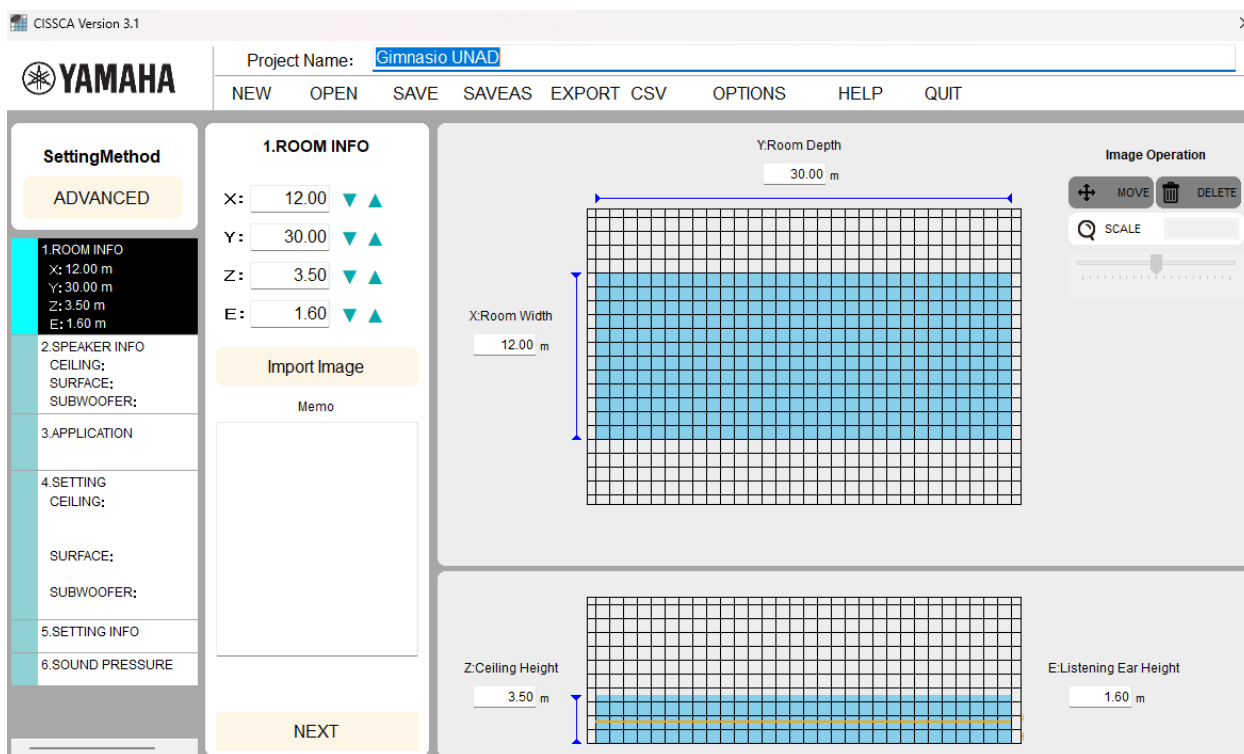 CISSCA Version 3.1
YAMAHA
Project Name: Gimnasio UNAD
NEW OPEN SAVE SAVEAS EXPORT CSV OPTIONS HELP QUIT
SettingMethod
ADVANCED
1.ROOM INFO
X: 12.00 m
Y: 30.00 m
Z: 3.50 m
E: 1.60 m
2.SPEAKER INFO
CEILING:
SURFACE:
SUBWOOFER:
3.APPLICATION
4.SETTING
CEILING:
SURFACE:
SUBWOOFER:
5.SETTING INFO
6.SOUND PRESSURE
1.ROOM INFO
X: 12.00
Y: 30.00
Z: 3.50
E: 1.60
Import Image
Memo
NEXT
Y:Room Depth
30.00 m
X:Room Width
12.00 m
Image Operation
MOVE DELETE
SCALE
Z:Ceiling Height
3.50 m
E:Listening Ear Height
1.60 m